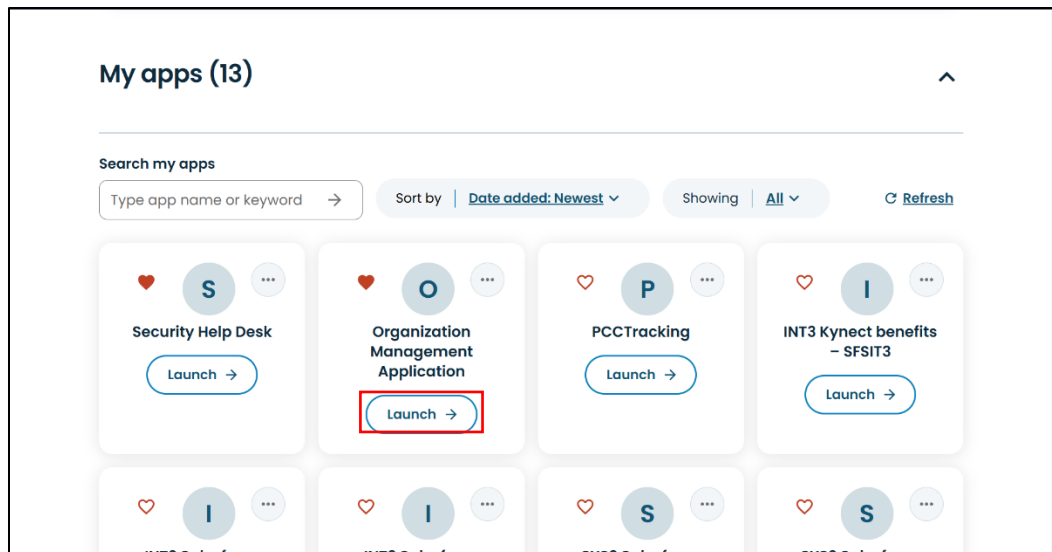 My apps (13)
Search my apps
Type app name or keyword
Sort by
Date added: Newest
Showing
All
Refresh
S
Security Help Desk
Launch
O
Organization
Management
Application
Launch
P
PCCTracking
Launch
I
INT3 Kynect benefits
– SFSIT3
Launch
I
I
S
S